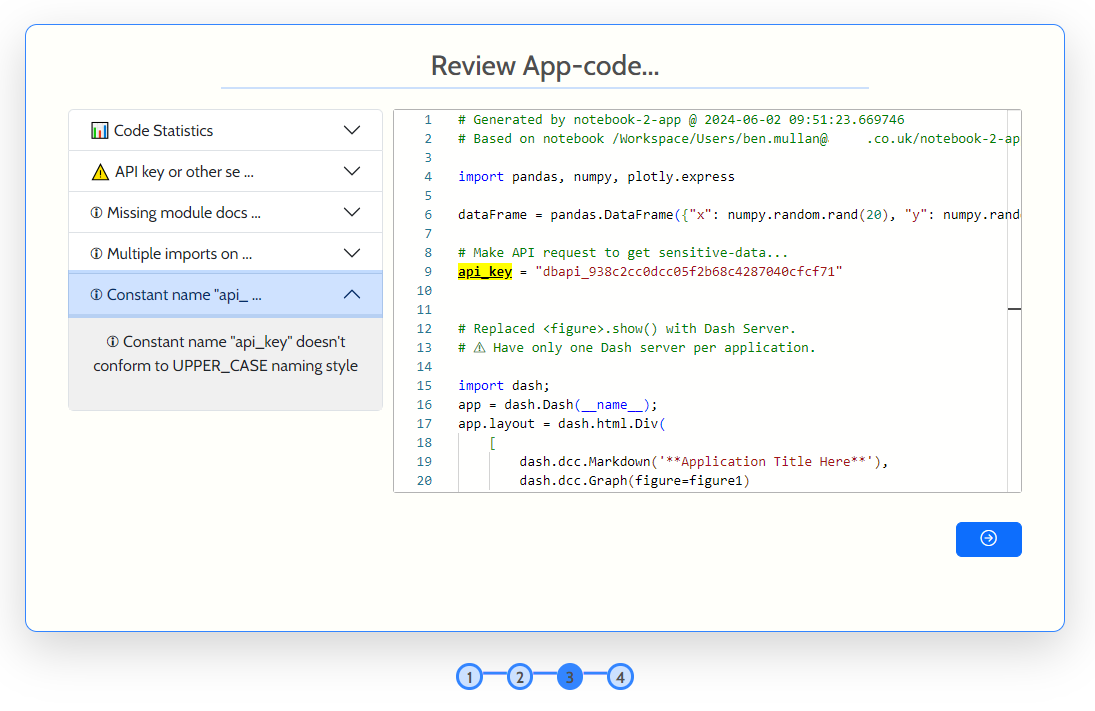 Review App-code...
📊 Code Statistics
⚠ API key or other se ...
ⓘ Missing module docs ...
ⓘ Multiple imports on ...
ⓘ Constant name "api_ ...
ⓘ Constant name "api_key" doesn't
conform to UPPER_CASE naming style
1 # Generated by notebook-2-app @ 2024-06-02 09:51:23.669746
2 # Based on notebook /Workspace/Users/ben.mullan@ .co.uk/notebook-2-ap
3
4 import pandas, numpy, plotly.express
5
6 dataFrame = pandas.DataFrame({"x": numpy.random.rand(20), "y": numpy.rand
7
8 # Make API request to get sensitive-data...
9 api_key = "dbapi_938c2cc0dcc05f2b68c4287040cfcf71"
10
11
12 # Replaced <figure>.show() with Dash Server.
13 # ⚠ Have only one Dash server per application.
14
15 import dash;
16 app = dash.Dash(__name__);
17 app.layout = dash.html.Div(
18 [
19 dash.dcc.Markdown('**Application Title Here**'),
20 dash.dcc.Graph(figure=figure1)
1 2 3 4